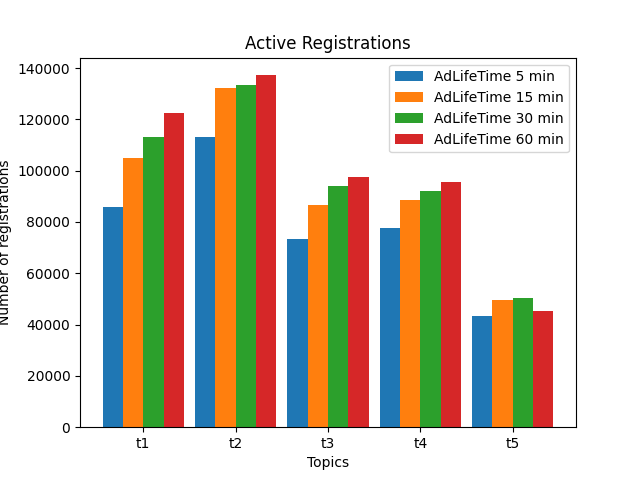 Active Registrations
AdLifeTime 5 min
AdLifeTime 15 min
AdLifeTime 30 min
AdLifeTime 60 min
140000
120000
100000
80000
60000
40000
20000
0
Number of registrations
t1 t2 t3 t4 t5
Topics